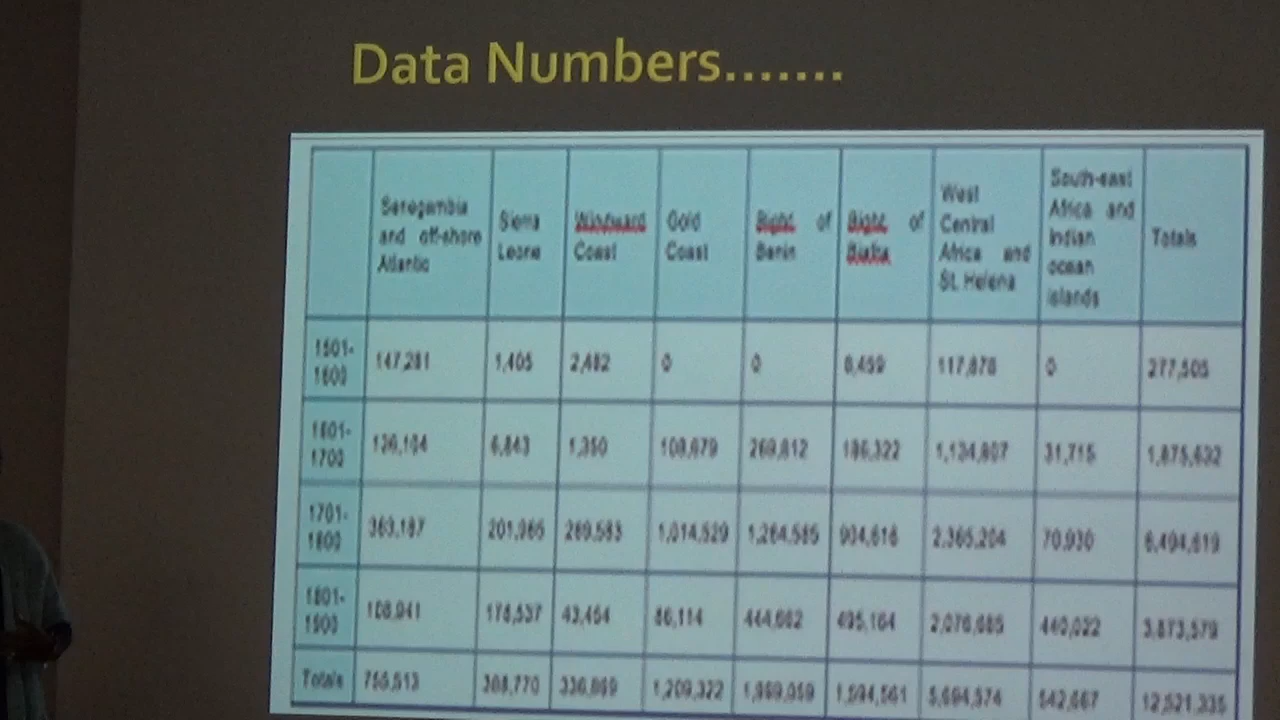 Data Numbers.......
Senegambia and off-shore Atlantic
Sierra Leone
Windward Coast
Gold Coast
Bight of Benin
Bight of Biafra
West Central Africa and St. Helena
South-east Africa and Indian ocean islands
Totals
1501-1600 147,281 1,405 2,482 0 0 8,459 117,878 0 277,505
1601-1700 136,104 6,843 1,350 108,679 269,812 186,322 1,134,807 31,715 1,875,632
1701-1800 363,187 201,985 289,583 1,014,529 1,284,585 904,616 2,365,204 70,930 6,494,619
1801-1900 108,941 178,537 43,454 86,114 444,662 495,164 2,076,685 440,022 3,873,579
Totals 755,513 388,770 336,869 1,209,322 1,999,059 1,594,561 5,694,574 542,667 12,521,335